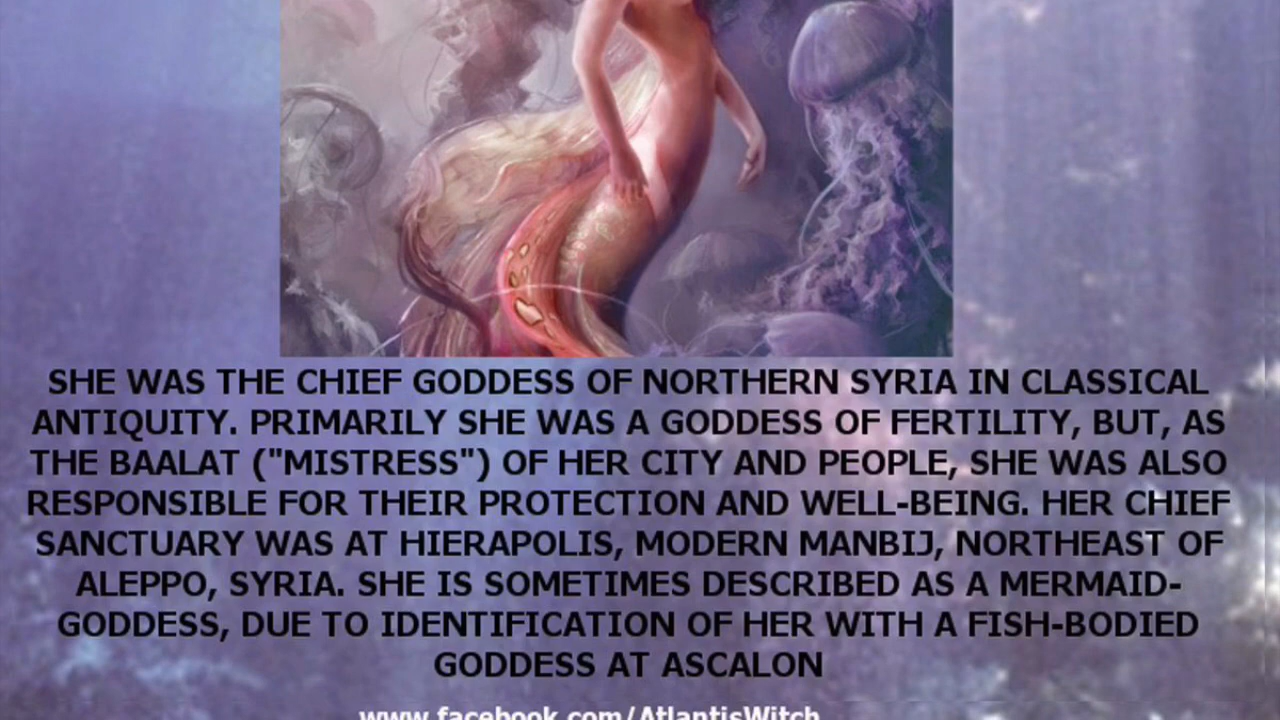 SHE WAS THE CHIEF GODDESS OF NORTHERN SYRIA IN CLASSICAL
ANTIQUITY. PRIMARILY SHE WAS A GODDESS OF FERTILITY, BUT, AS
THE BAALAT ("MISTRESS") OF HER CITY AND PEOPLE, SHE WAS ALSO
RESPONSIBLE FOR THEIR PROTECTION AND WELL-BEING. HER CHIEF
SANCTUARY WAS AT HIERAPOLIS, MODERN MANBIJ, NORTHEAST OF
ALEPPO, SYRIA. SHE IS SOMETIMES DESCRIBED AS A MERMAID-
GODDESS, DUE TO IDENTIFICATION OF HER WITH A FISH-BODIED
GODDESS AT ASCALON
www.facebook.com/AtlantisWitch